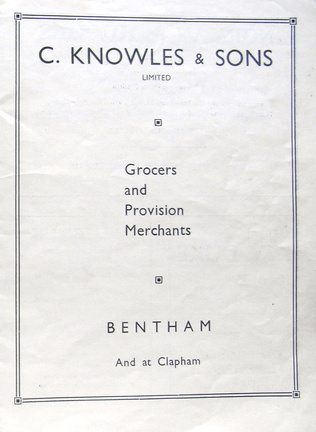 C. KNOWLES & SONS
LIMITED
Grocers
and
Provision
Merchants
BENTHAM
And at Clapham